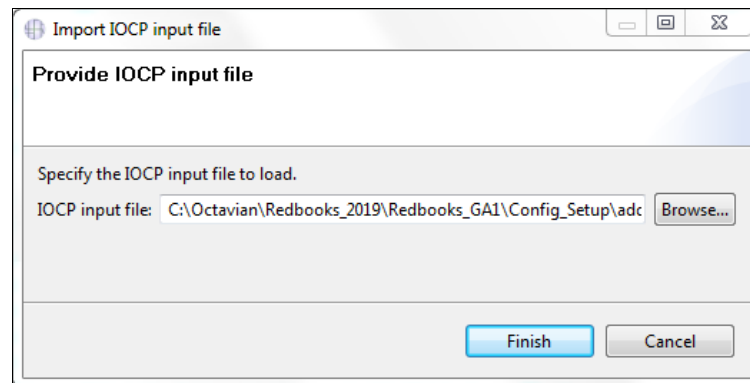 Import IOCP input file
Provide IOCP input file
Specify the IOCP input file to load.
IOCP input file: C:\Octavian\Redbooks_2019\Redbooks_GA1\Config_Setup\adc Browse...
Finish Cancel